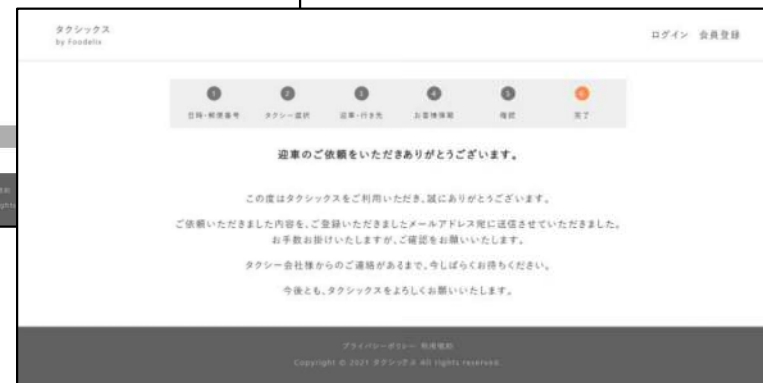 タクシックス
by Foodelix
ログイン 会員登録
1 2 3 4 5 6
日時・郵便番号 タクシー選択 迎車・行き先 お客様情報 確認 完了
迎車のご依頼をいただきありがとうございます。
この度はタクシックスをご利用いただき、誠にありがとうございます。
ご依頼いただきました内容を、ご登録いただきましたメールアドレス宛に送信させていただきました。
お手数お掛けいたしますが、ご確認をお願いいたします。
タクシー会社様からのご連絡があるまで、今しばらくお待ちください。
今後とも、タクシックスをよろしくお願いいたします。
プライバシーポリシー 利用規約
Copyright © 2021 タクシックス All rights reserved.